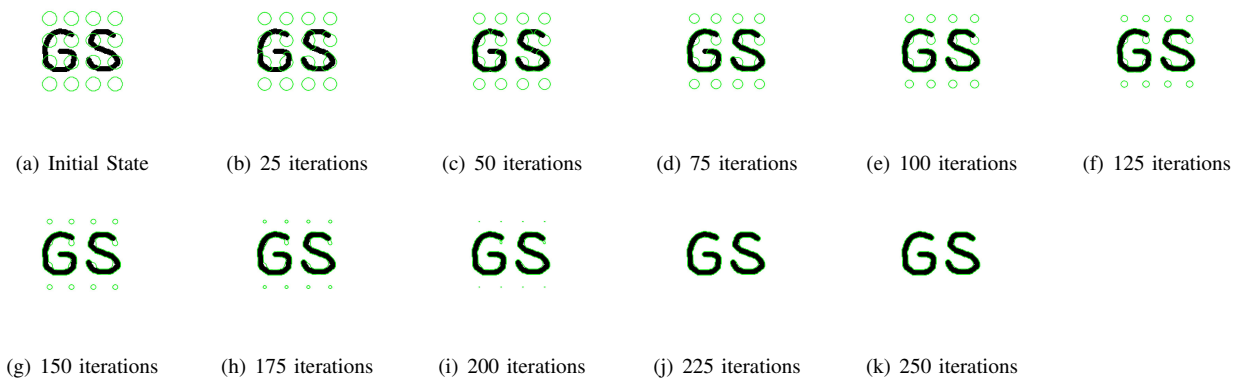 GS GS GS GS GS GS
(a) Initial State (b) 25 iterations (c) 50 iterations (d) 75 iterations (e) 100 iterations (f) 125 iterations
GS GS GS GS GS
(g) 150 iterations (h) 175 iterations (i) 200 iterations (j) 225 iterations (k) 250 iterations